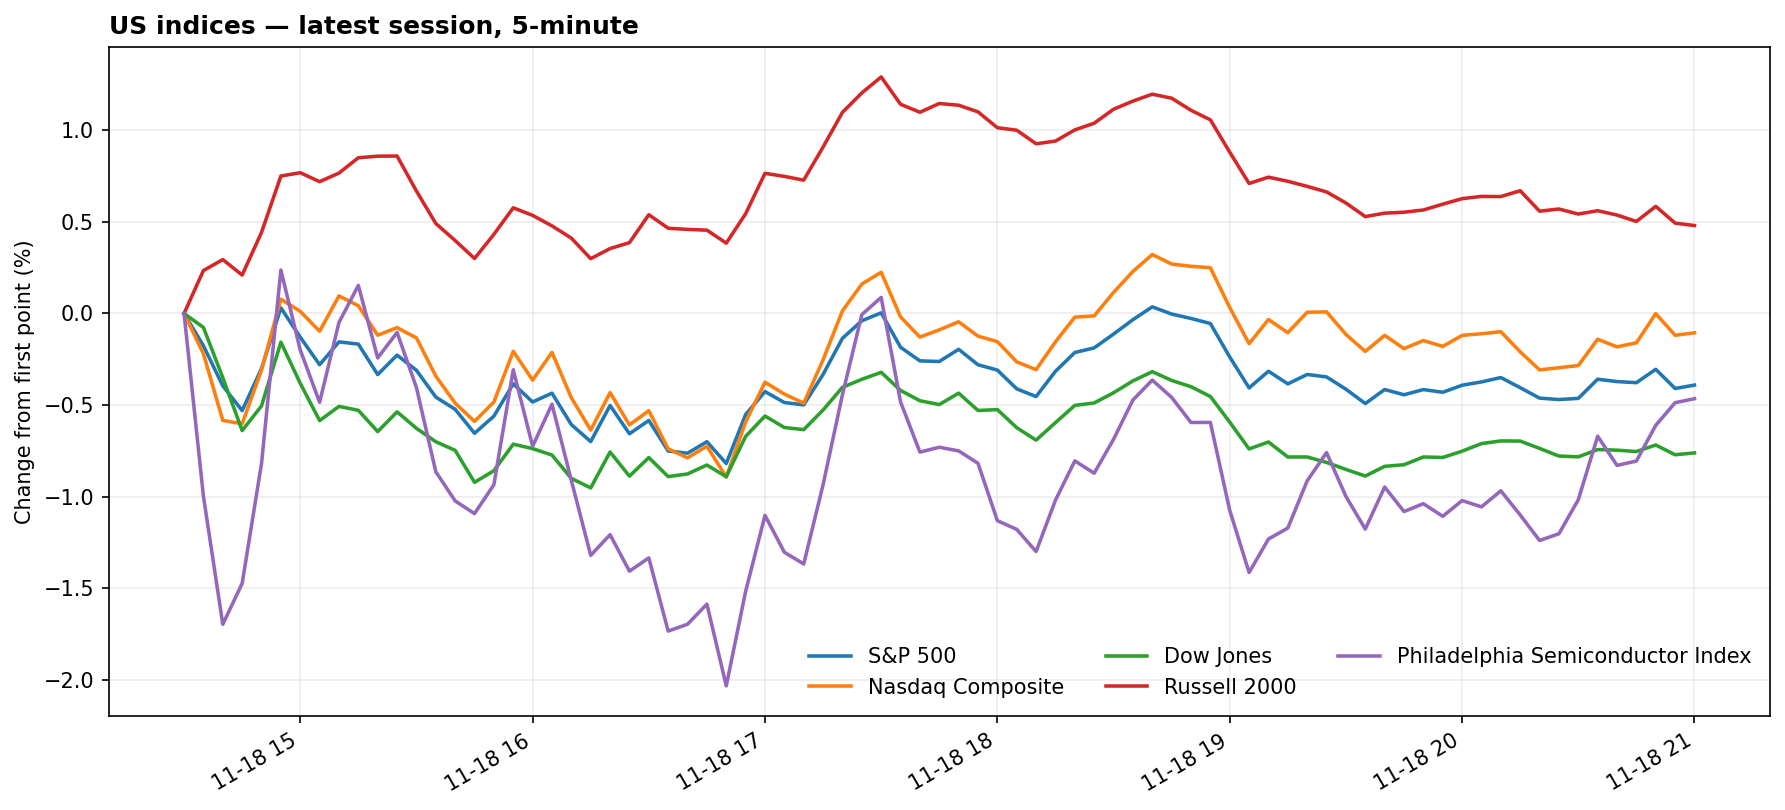 US indices — latest session, 5-minute
Change from first point (%)
1.0
0.5
0.0
−0.5
−1.0
−1.5
−2.0
S&P 500
Nasdaq Composite
Dow Jones
Russell 2000
Philadelphia Semiconductor Index
11-18 15
11-18 16
11-18 17
11-18 18
11-18 19
11-18 20
11-18 21